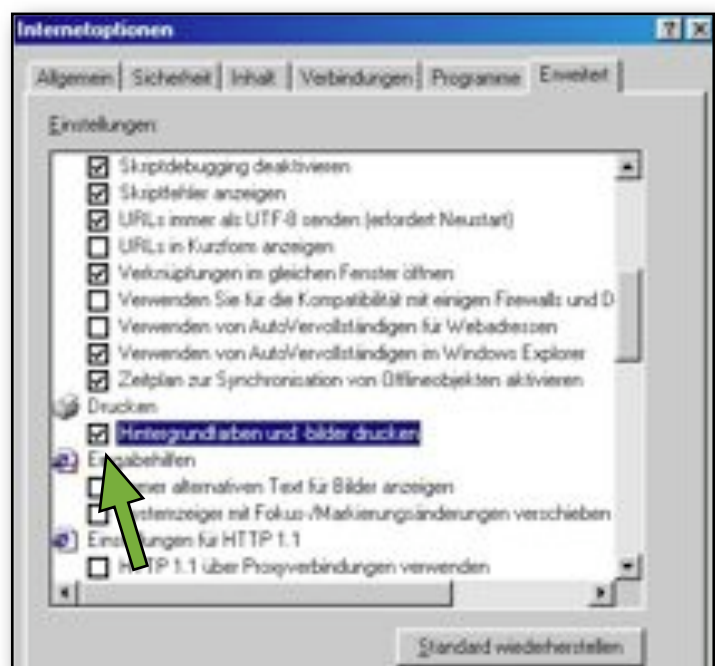 Internetoptionen
Allgemein Sicherheit Inhalt Verbindungen Programme Erweitert
Einstellungen:
Skriptdebugging deaktivieren
Skriptfehler anzeigen
URLs immer als UTF-8 senden (erfordert Neustart)
URLs in Kurzform anzeigen
Verknüpfungen im gleichen Fenster öffnen
Verwenden Sie für die Kompatibilität mit einigen Firewalls und D
Verwenden von AutoVervollständigen für Webadressen
Verwenden von AutoVervollständigen im Windows Explorer
Zeitplan zur Synchronisation von Offlineobjekten aktivieren
Drucken
Hintergrundfarben und -bilder drucken
Eingabehilfen
alternativen Text für Bilder anzeigen
mit Fokus-/Markierungsänderungen verschieben
für HTTP 1.1
1.1 über Proxyverbindungen verwenden
Standard wiederherstellen